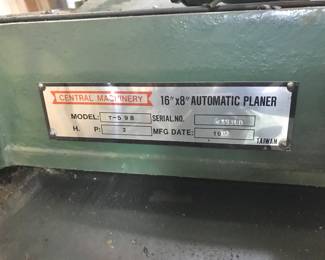 CENTRAL MACHINERY 16"x8" AUTOMATIC PLANER
MODEL: T-598 SERIAL.NO.
H. P: 3 MFG DATE:
TAIWAN